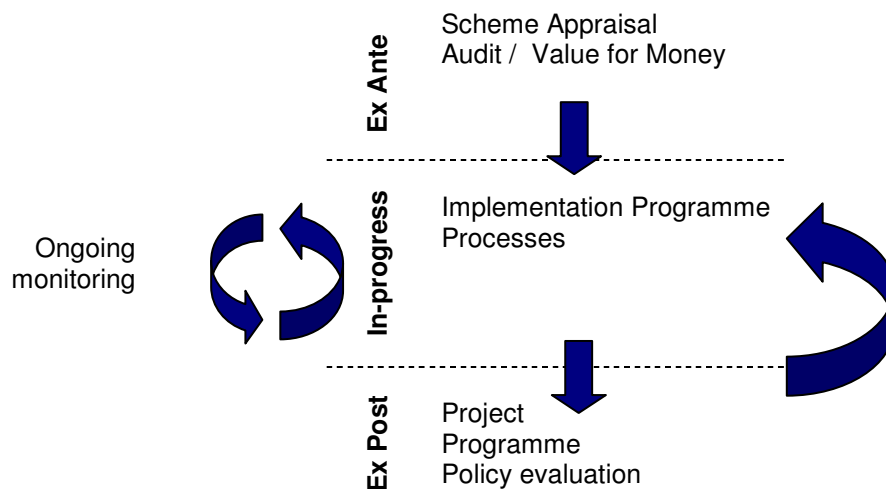 Scheme Appraisal
Audit / Value for Money
Ex Ante
Implementation Programme
Processes
In-progress
Ongoing
monitoring
Project
Programme
Policy evaluation
Ex Post